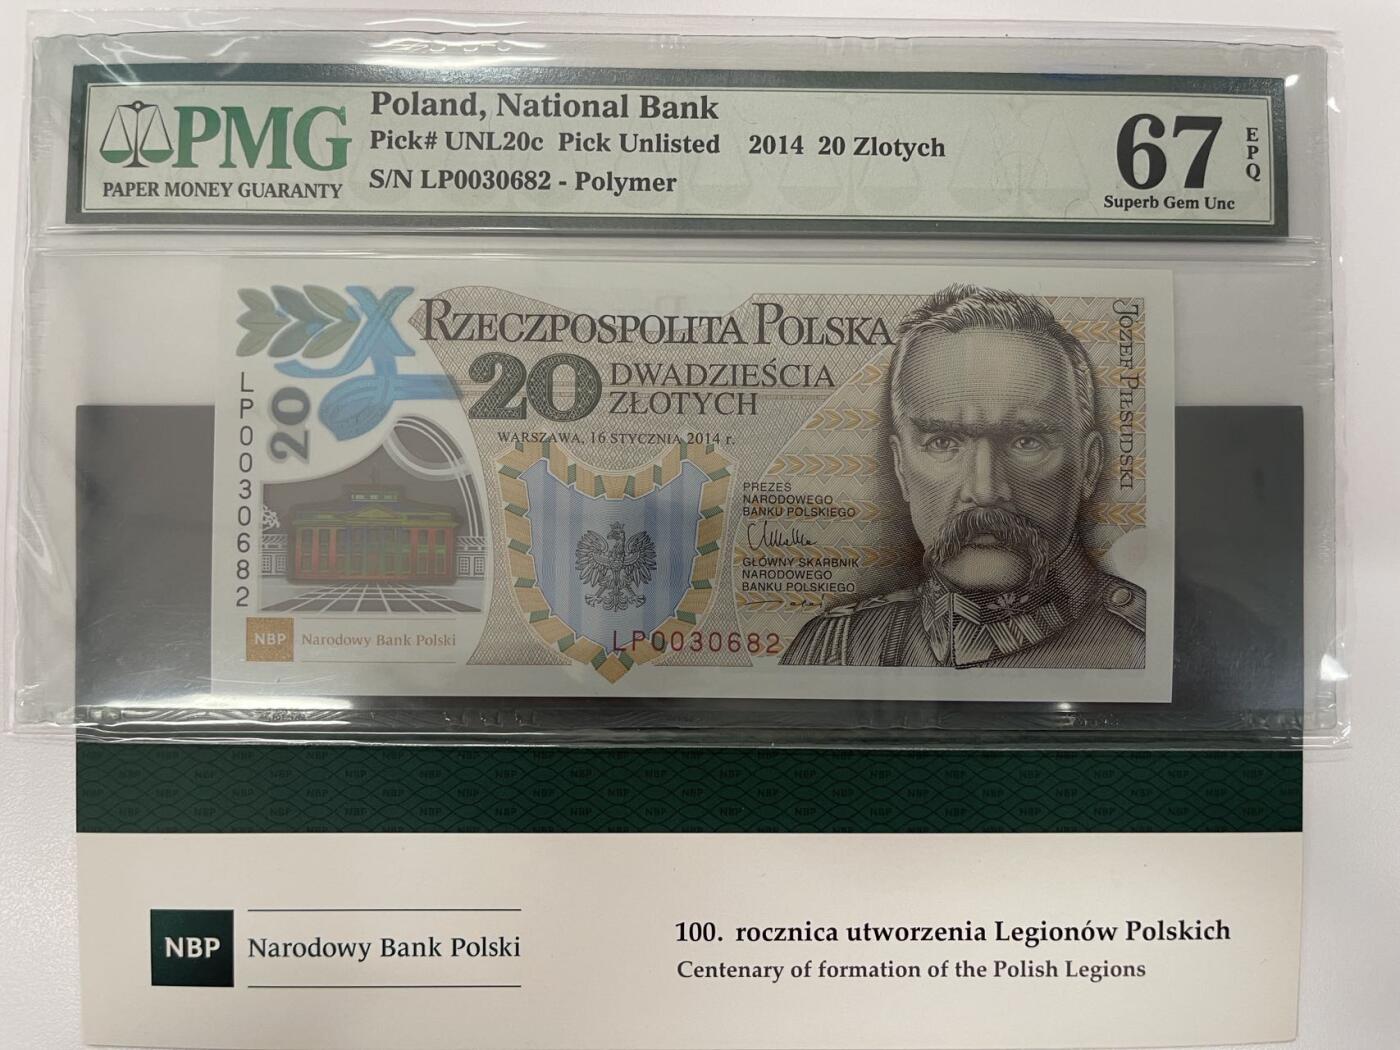 PMG
PAPER MONEY GUARANTY
Poland, National Bank
Pick# UNL20c Pick Unlisted 2014 20 Zlotych
S/N LP0030682 - Polymer
67
EPQ
Superb Gem Unc
RZECZPOSPOLITA POLSKA
20 DWADZIEŚCIA
ZŁOTYCH
WARSZAWA, 16 STYCZNIA 2014 r.
20
LP0030682
JÓZEF PIŁSUDSKI
PREZES
NARODOWEGO
BANKU POLSKIEGO
GŁÓWNY SKARBNIK
NARODOWEGO
BANKU POLSKIEGO
LP0030682
NBP Narodowy Bank Polski
NBP Narodowy Bank Polski
100. rocznica utworzenia Legionów Polskich
Centenary of formation of the Polish Legions